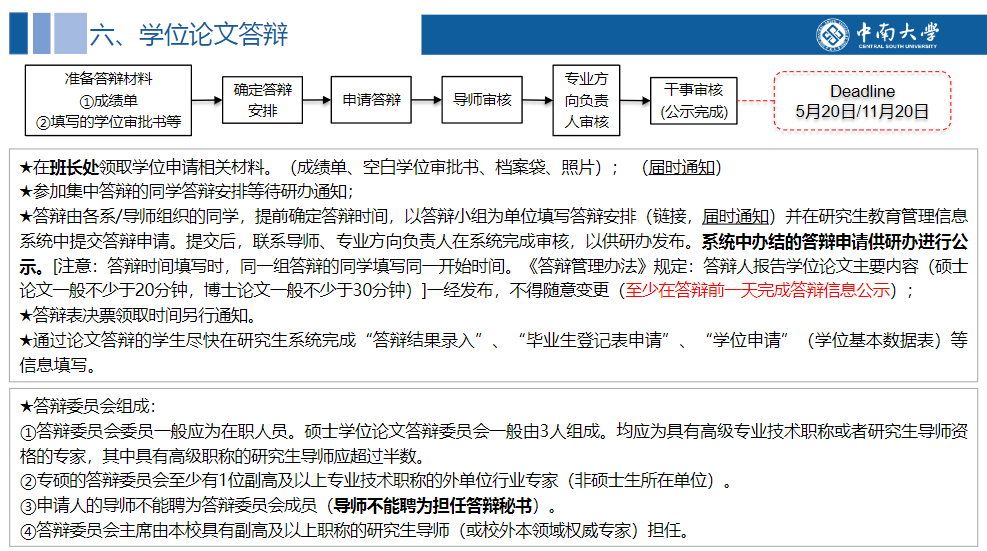 六、学位论文答辩
中南大学
CENTRAL SOUTH UNIVERSITY
准备答辩材料
①成绩单
②填写的学位审批书等
确定答辩
安排
申请答辩
导师审核
专业方
向负责
人审核
干事审核
(公示完成)
Deadline
5月20日/11月20日
★在班长处领取学位申请相关材料。（成绩单、空白学位审批书、档案袋、照片）；（届时通知）
★参加集中答辩的同学答辩安排等待研办通知；
★答辩由各系/导师组织的同学，提前确定答辩时间，以答辩小组为单位填写答辩安排（链接，届时通知）并在研究生教育管理信息
系统中提交答辩申请。提交后，联系导师、专业方向负责人在系统完成审核，以供研办发布。系统中办结的答辩申请供研办进行公
示。[注意：答辩时间填写时，同一组答辩的同学填写同一开始时间。《答辩管理办法》规定：答辩人报告学位论文主要内容（硕士
论文一般不少于20分钟，博士论文一般不少于30分钟）]一经发布，不得随意变更（至少在答辩前一天完成答辩信息公示）；
★答辩表决票领取时间另行通知。
★通过论文答辩的学生尽快在研究生系统完成“答辩结果录入”、“毕业生登记表申请”、“学位申请”（学位基本数据表）等
信息填写。
★答辩委员会组成：
①答辩委员会委员一般应为在职人员。硕士学位论文答辩委员会一般由3人组成。均应为具有高级专业技术职称或者研究生导师资
格的专家，其中具有高级职称的研究生导师应超过半数。
②专硕的答辩委员会至少有1位副高及以上专业技术职称的外单位行业专家（非硕士生所在单位）。
③申请人的导师不能聘为答辩委员会成员（导师不能聘为担任答辩秘书）。
④答辩委员会主席由本校具有副高及以上职称的研究生导师（或校外本领域权威专家）担任。